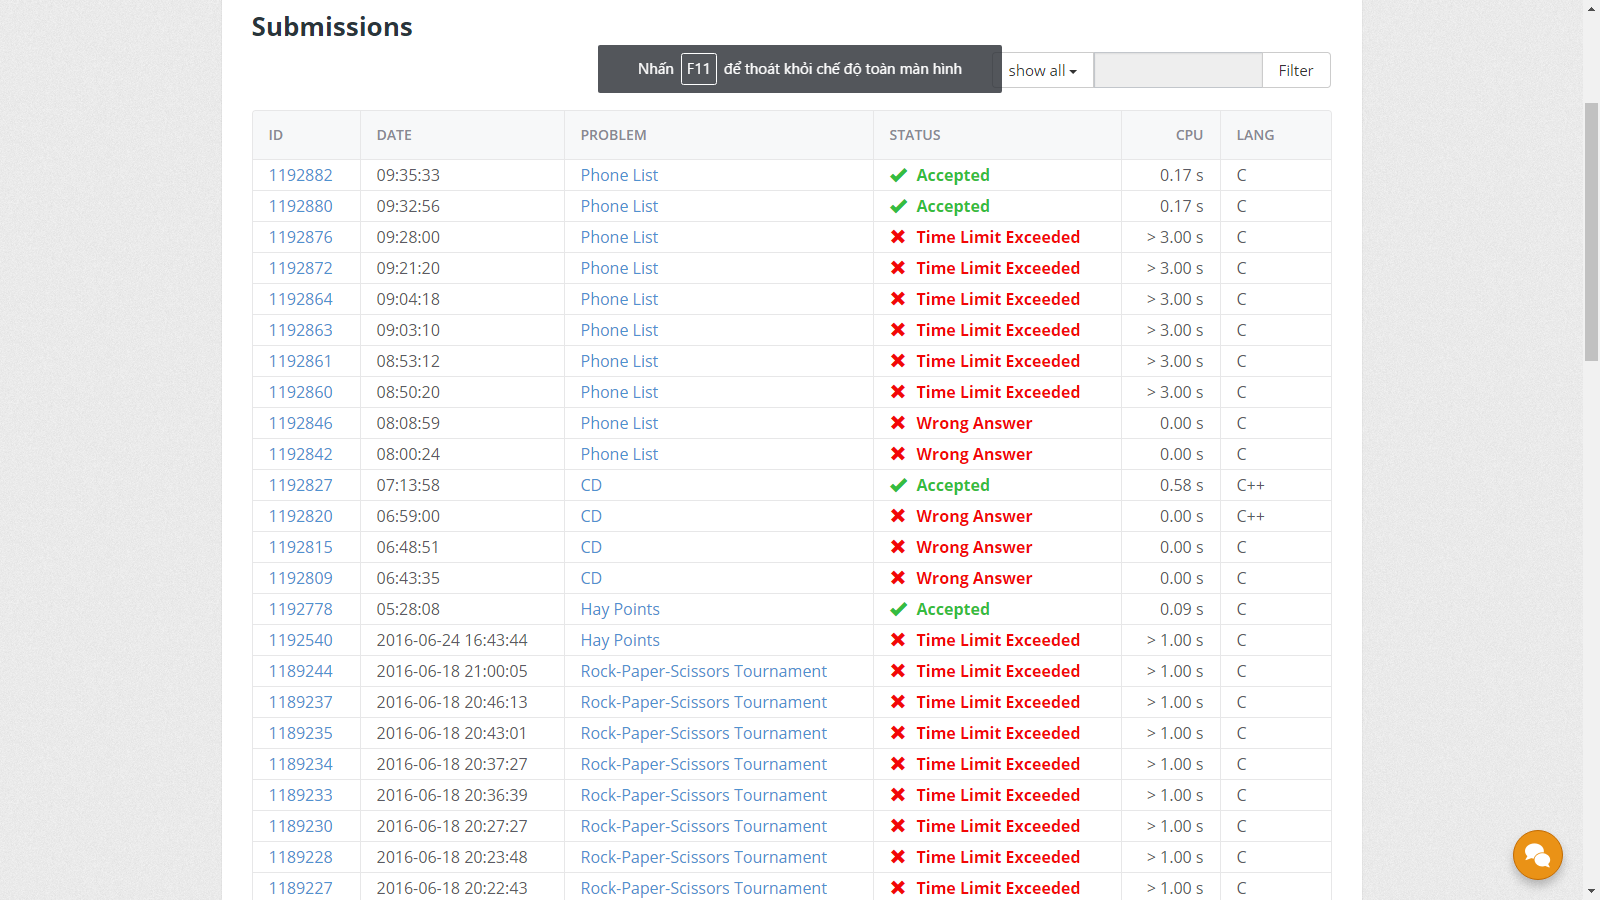 Submissions
Nhấn F11 để thoát khỏi chế độ toàn màn hình
show all Filter
ID DATE PROBLEM STATUS CPU LANG
1192882 09:35:33 Phone List Accepted 0.17 s C
1192880 09:32:56 Phone List Accepted 0.17 s C
1192876 09:28:00 Phone List Time Limit Exceeded > 3.00 s C
1192872 09:21:20 Phone List Time Limit Exceeded > 3.00 s C
1192864 09:04:18 Phone List Time Limit Exceeded > 3.00 s C
1192863 09:03:10 Phone List Time Limit Exceeded > 3.00 s C
1192861 08:53:12 Phone List Time Limit Exceeded > 3.00 s C
1192860 08:50:20 Phone List Time Limit Exceeded > 3.00 s C
1192846 08:08:59 Phone List Wrong Answer 0.00 s C
1192842 08:00:24 Phone List Wrong Answer 0.00 s C
1192827 07:13:58 CD Accepted 0.58 s C++
1192820 06:59:00 CD Wrong Answer 0.00 s C++
1192815 06:48:51 CD Wrong Answer 0.00 s C
1192809 06:43:35 CD Wrong Answer 0.00 s C
1192778 05:28:08 Hay Points Accepted 0.09 s C
1192540 2016-06-24 16:43:44 Hay Points Time Limit Exceeded > 1.00 s C
1189244 2016-06-18 21:00:05 Rock-Paper-Scissors Tournament Time Limit Exceeded > 1.00 s C
1189237 2016-06-18 20:46:13 Rock-Paper-Scissors Tournament Time Limit Exceeded > 1.00 s C
1189235 2016-06-18 20:43:01 Rock-Paper-Scissors Tournament Time Limit Exceeded > 1.00 s C
1189234 2016-06-18 20:37:27 Rock-Paper-Scissors Tournament Time Limit Exceeded > 1.00 s C
1189233 2016-06-18 20:36:39 Rock-Paper-Scissors Tournament Time Limit Exceeded > 1.00 s C
1189230 2016-06-18 20:27:27 Rock-Paper-Scissors Tournament Time Limit Exceeded > 1.00 s C
1189228 2016-06-18 20:23:48 Rock-Paper-Scissors Tournament Time Limit Exceeded > 1.00 s C
1189227 2016-06-18 20:22:43 Rock-Paper-Scissors Tournament Time Limit Exceeded > 1.00 s C